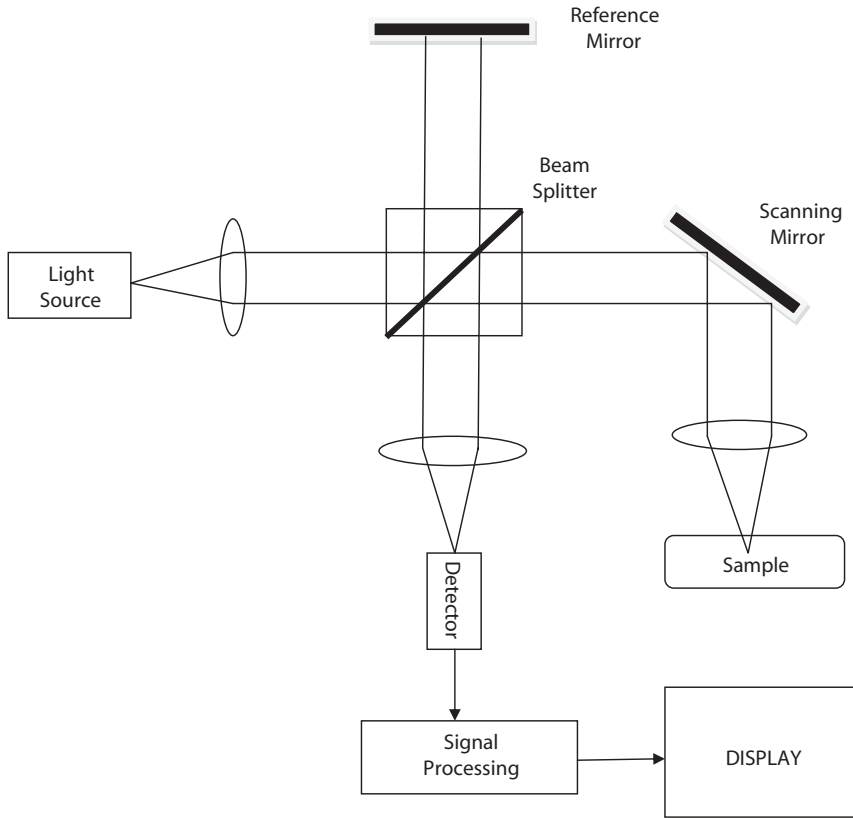 Reference
Mirror
Beam
Splitter
Scanning
Mirror
Light
Source
Sample
Detector
Signal
Processing
DISPLAY